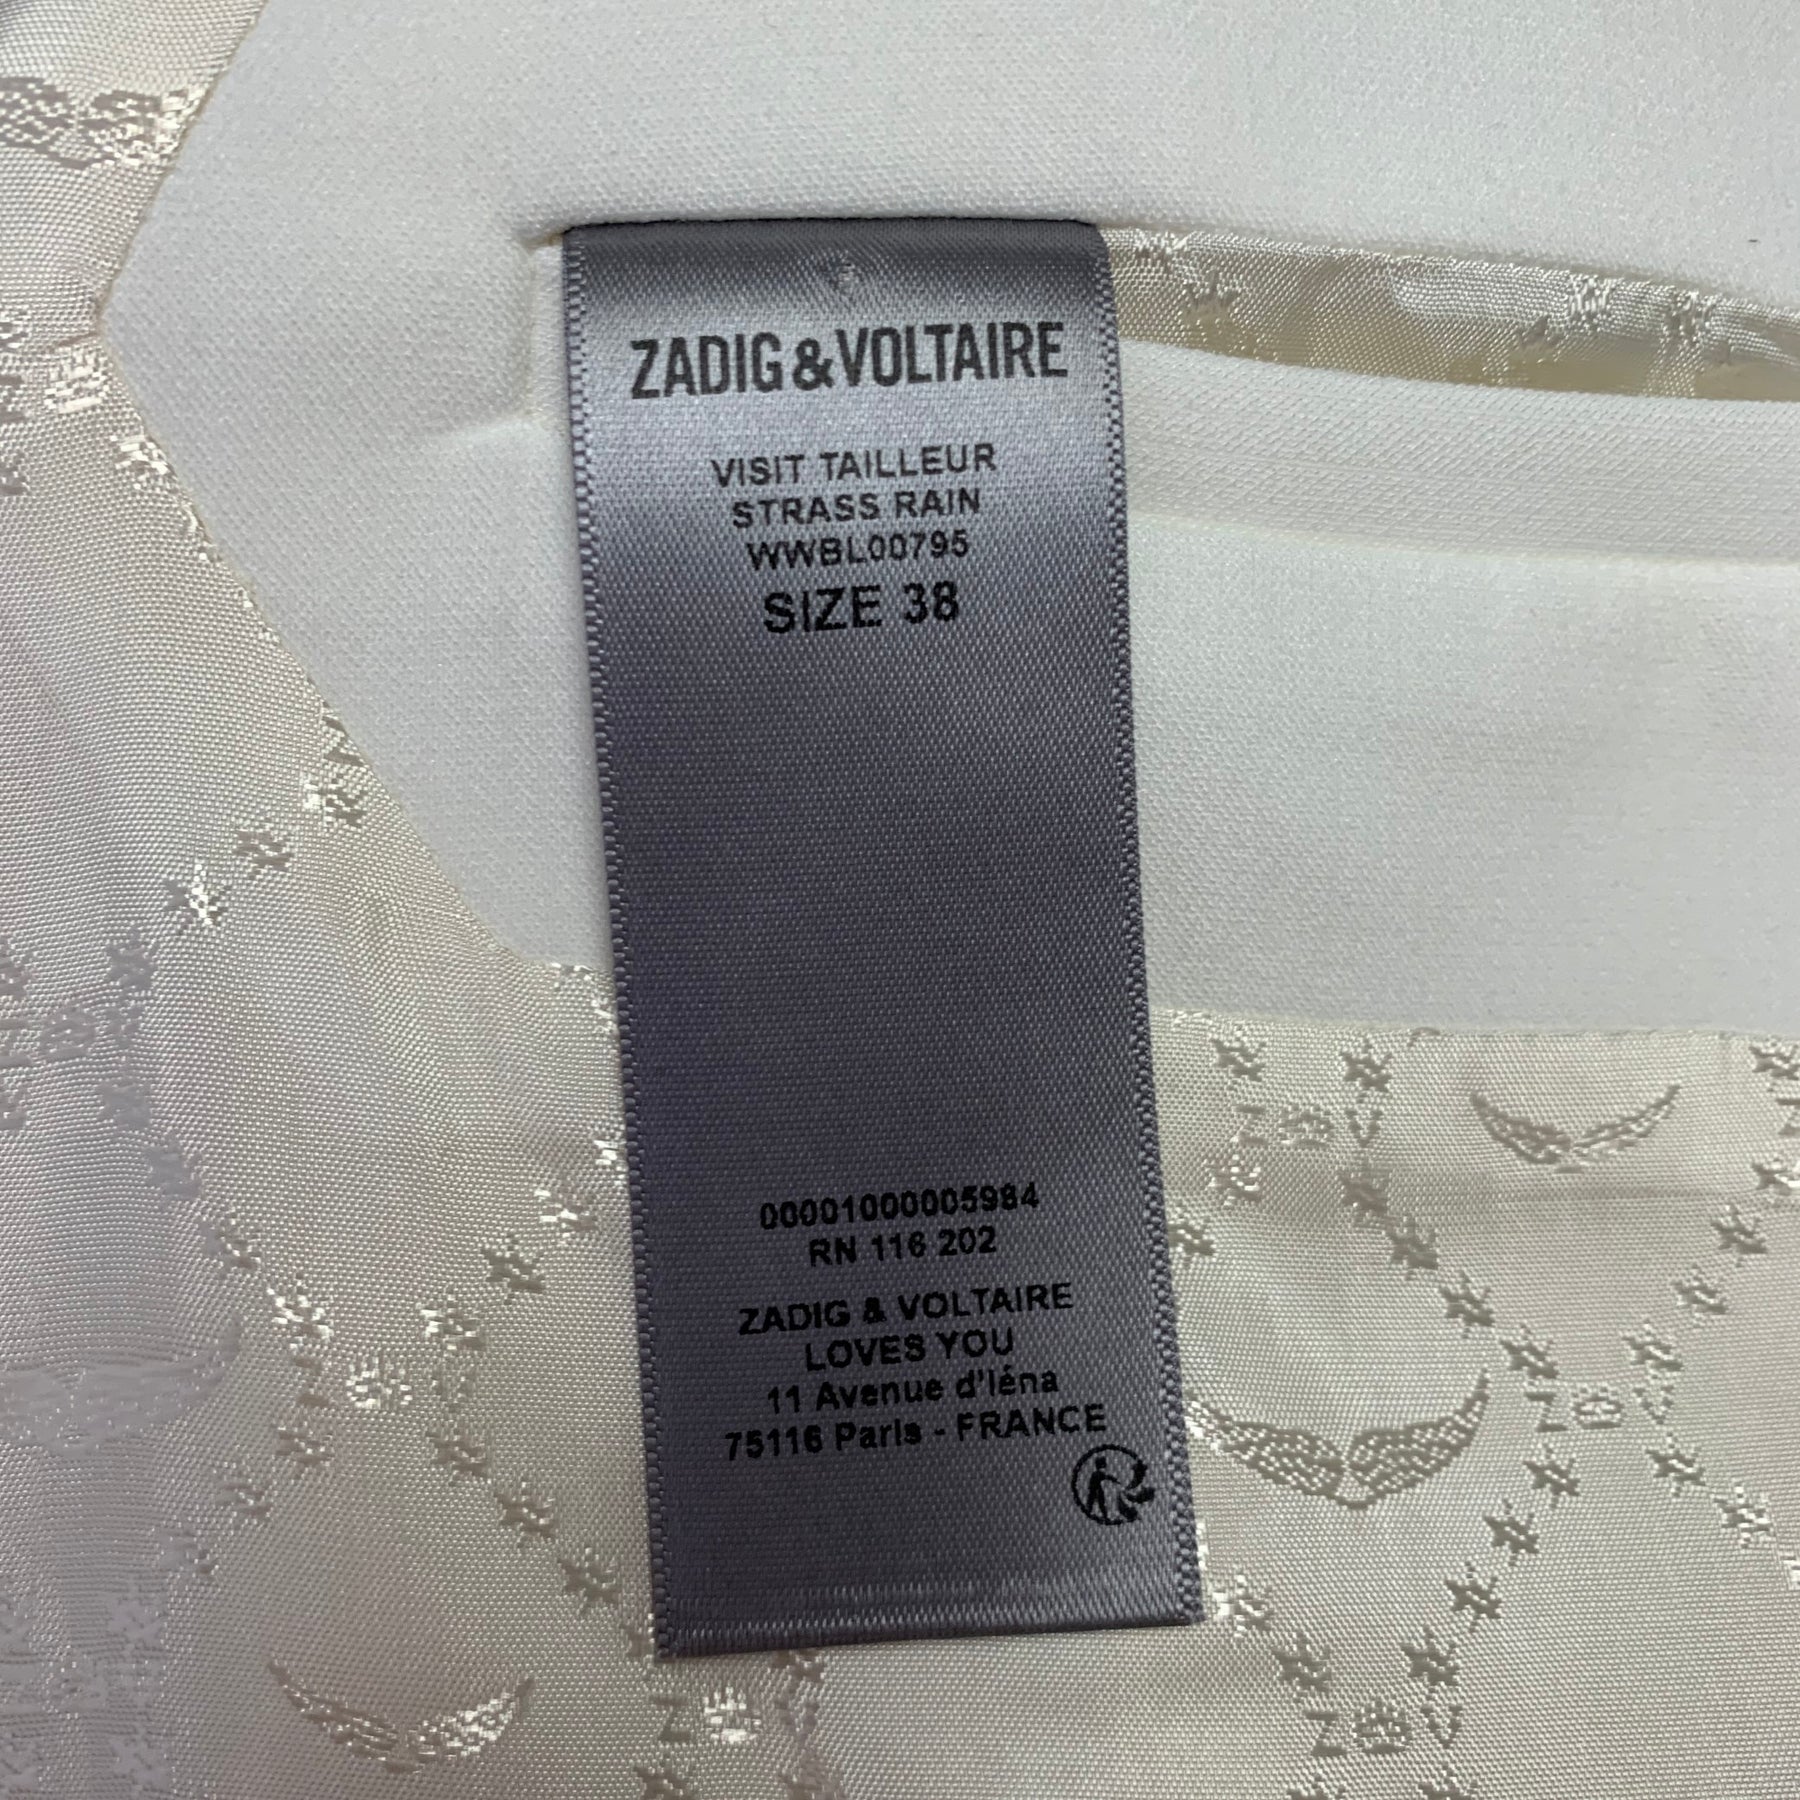 ZADIG&VOLTAIRE
VISIT TAILLEUR
STRASS RAIN
WWBL00795
SIZE 38
00001000005984
RN 116 202
ZADIG & VOLTAIRE
LOVES YOU
11 Avenue d'Iéna
75116 Paris - FRANCE
Z&V
Z&V
Z&V